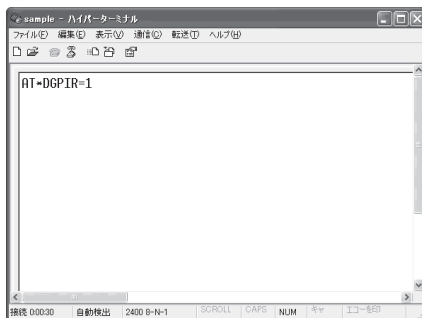 sample - ハイパーターミナル
ファイル(F) 編集(E) 表示(V) 通信(C) 転送(T) ヘルプ(H)
AT*DGPIR=1
接続 0:00:30 自動検出 2400 8-N-1 SCROLL CAPS NUM キャ エコーを印